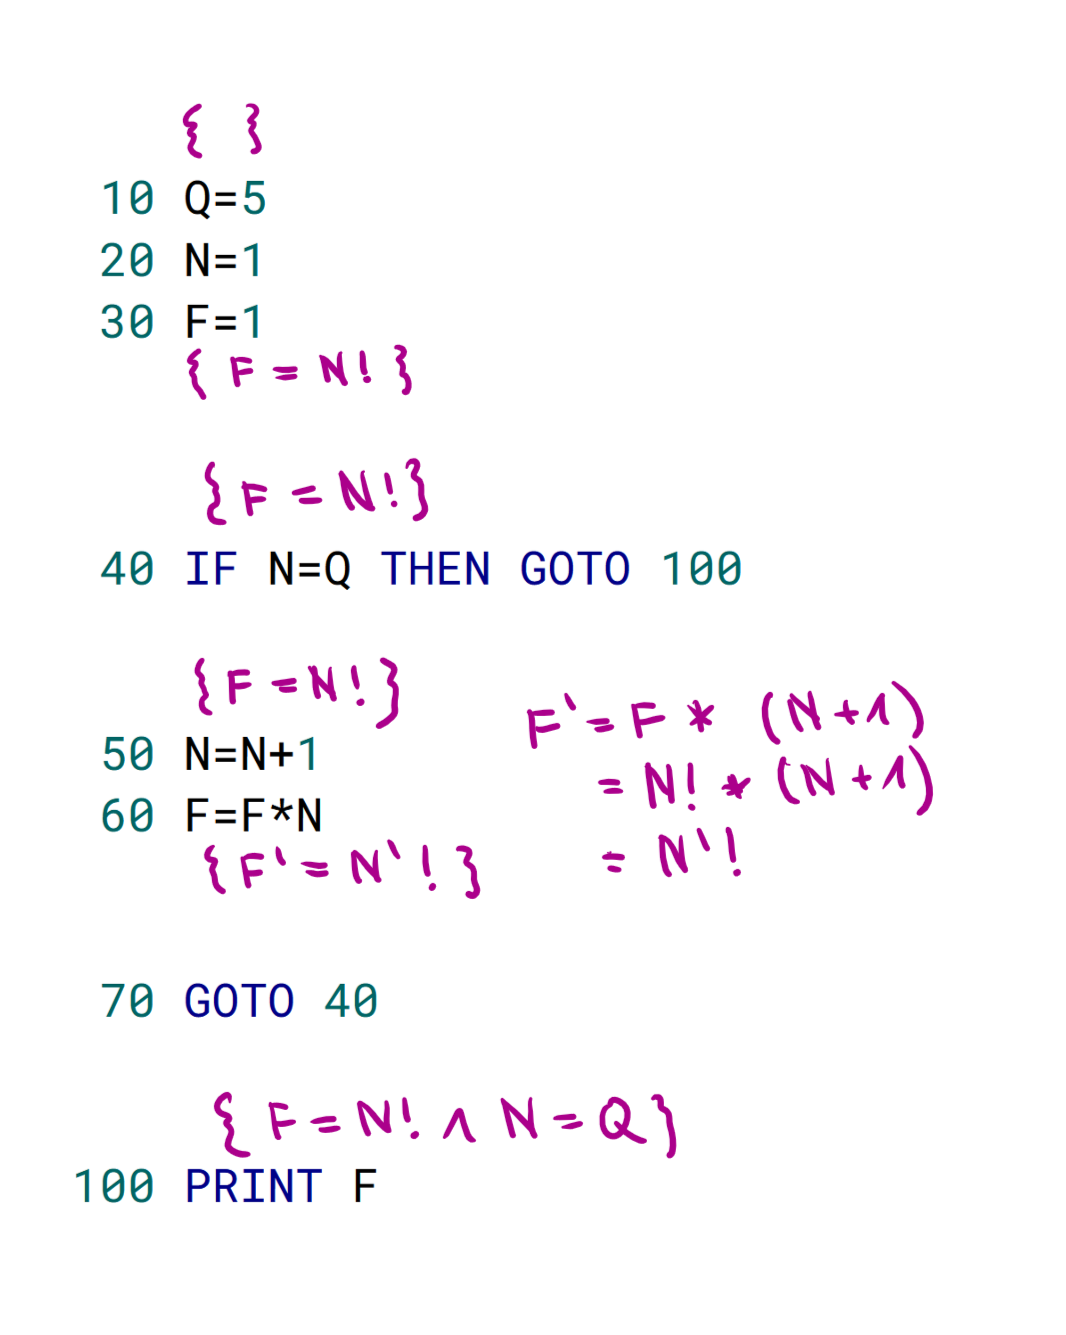 { }
10 Q=5
20 N=1
30 F=1
{ F = N! }
{ F = N! }
40 IF N=Q THEN GOTO 100
{ F = N! }
50 N=N+1
60 F=F*N
{ F' = N'! }
F' = F * (N+1)
= N! * (N+1)
= N'!
70 GOTO 40
{ F = N! ∧ N = Q }
100 PRINT F